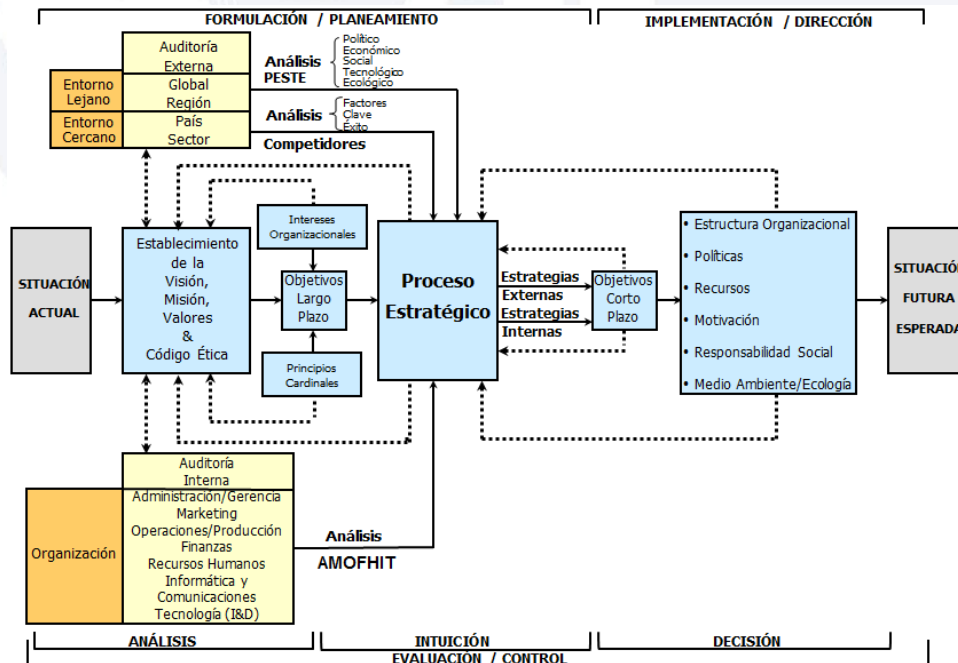 FORMULACIÓN / PLANEAMIENTO
IMPLEMENTACIÓN / DIRECCIÓN
Auditoría
Externa
Entorno
Lejano
Global
Región
Entorno
Cercano
País
Sector
Análisis
PESTE
Político
Económico
Social
Tecnológico
Ecológico
Análisis
Competidores
Factores
Clave
Éxito
SITUACIÓN
ACTUAL
Establecimiento
de la
Visión,
Misión,
Valores
&
Código Ética
Intereses
Organizacionales
Objetivos
Largo
Plazo
Principios
Cardinales
Proceso
Estratégico
Estrategias
Externas
Estrategias
Internas
Objetivos
Corto
Plazo
• Estructura Organizacional
• Políticas
• Recursos
• Motivación
• Responsabilidad Social
• Medio Ambiente/Ecología
SITUACIÓN
FUTURA
ESPERADA
Auditoría
Interna
Organización
Administración/Gerencia
Marketing
Operaciones/Producción
Finanzas
Recursos Humanos
Informática y
Comunicaciones
Tecnología (I&D)
Análisis
AMOFHIT
ANÁLISIS
INTUICIÓN
DECISIÓN
EVALUACIÓN / CONTROL